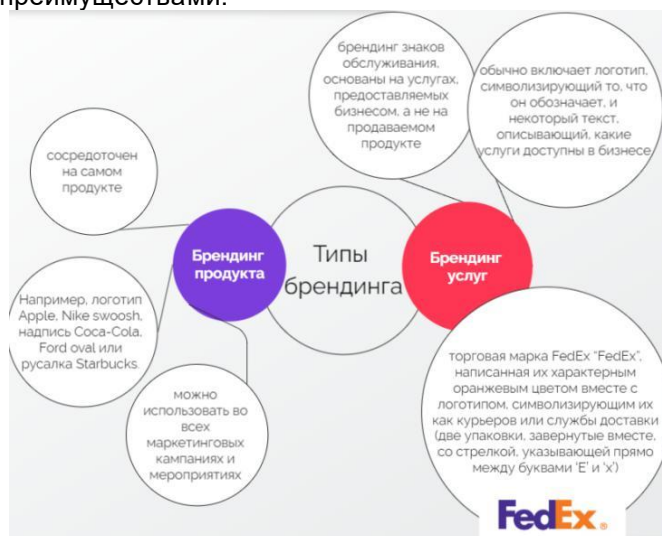 преимуществами.
брендинг знаков
обслуживания,
основаны на услугах,
предоставляемых
бизнесом, а не на
продаваемом
продукте
обычно включает логотип,
символизирующий то, что
он обозначает, и
некоторый текст,
описывающий, какие
услуги доступны в бизнесе
сосредоточен
на самом
продукте
Брендинг
продукта
Типы
брендинга
Брендинг
услуг
Например, логотип
Apple, Nike swoosh,
надпись Coca-Cola,
Ford oval или
русалка Starbucks
можно
использовать во
всех
маркетинговых
кампаниях и
мероприятиях
торговая марка FedEx "FedEx",
написанная их характерным
оранжевым цветом вместе с
логотипом, символизирующим их
как курьеров или службы доставки
(две упаковки, завернутые вместе,
со стрелкой, указывающей прямо
между буквами 'E' и 'x')
FedEx®